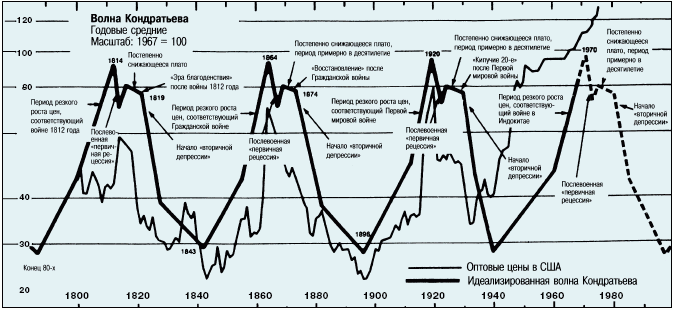 Волна Кондратьева
Годовые средние
Масштаб: 1967 = 100
120
100
80
40
30
20
1814
Постепенно
снижающееся плато
«Эра благоденствия»
после войны 1812 года
1819
Период резкого
роста цен,
соответствующий
войне 1812 года
Послево-
енная
«первич-
ная ре-
цессия»
Начало «вторичной
депрессии»
1843
Конец 80-х
1864
Постепенно снижающееся плато,
период примерно в десятилетие
«Восстановление» после
Гражданской войны
1874
Период резкого роста
цен, соответствующий
Гражданской войне
Послевоенная
«первичная
рецессия»
Начало «вторичной
депрессии»
1896
1920
Постепенно снижающееся
плато, период примерно
в десятилетие
«Кипучие 20-е»
после Первой
мировой войны
Период резкого роста цен,
соответствующий Первой
мировой войне
Послевоенная
«первичная
рецессия»
Начало
«вторичной
депрессии»
1970
Постепенно
снижающееся
плато, период
примерно в
десятилетие
Период резкого роста
цен, соответствую-
щий войне в
Индокитае
Послевоенная
«первичная
рецессия»
Начало
«вторичной
депрессии»
Оптовые цены в США
Идеализированная волна Кондратьева
1800
1820
1840
1860
1880
1900
1920
1940
1960
1980